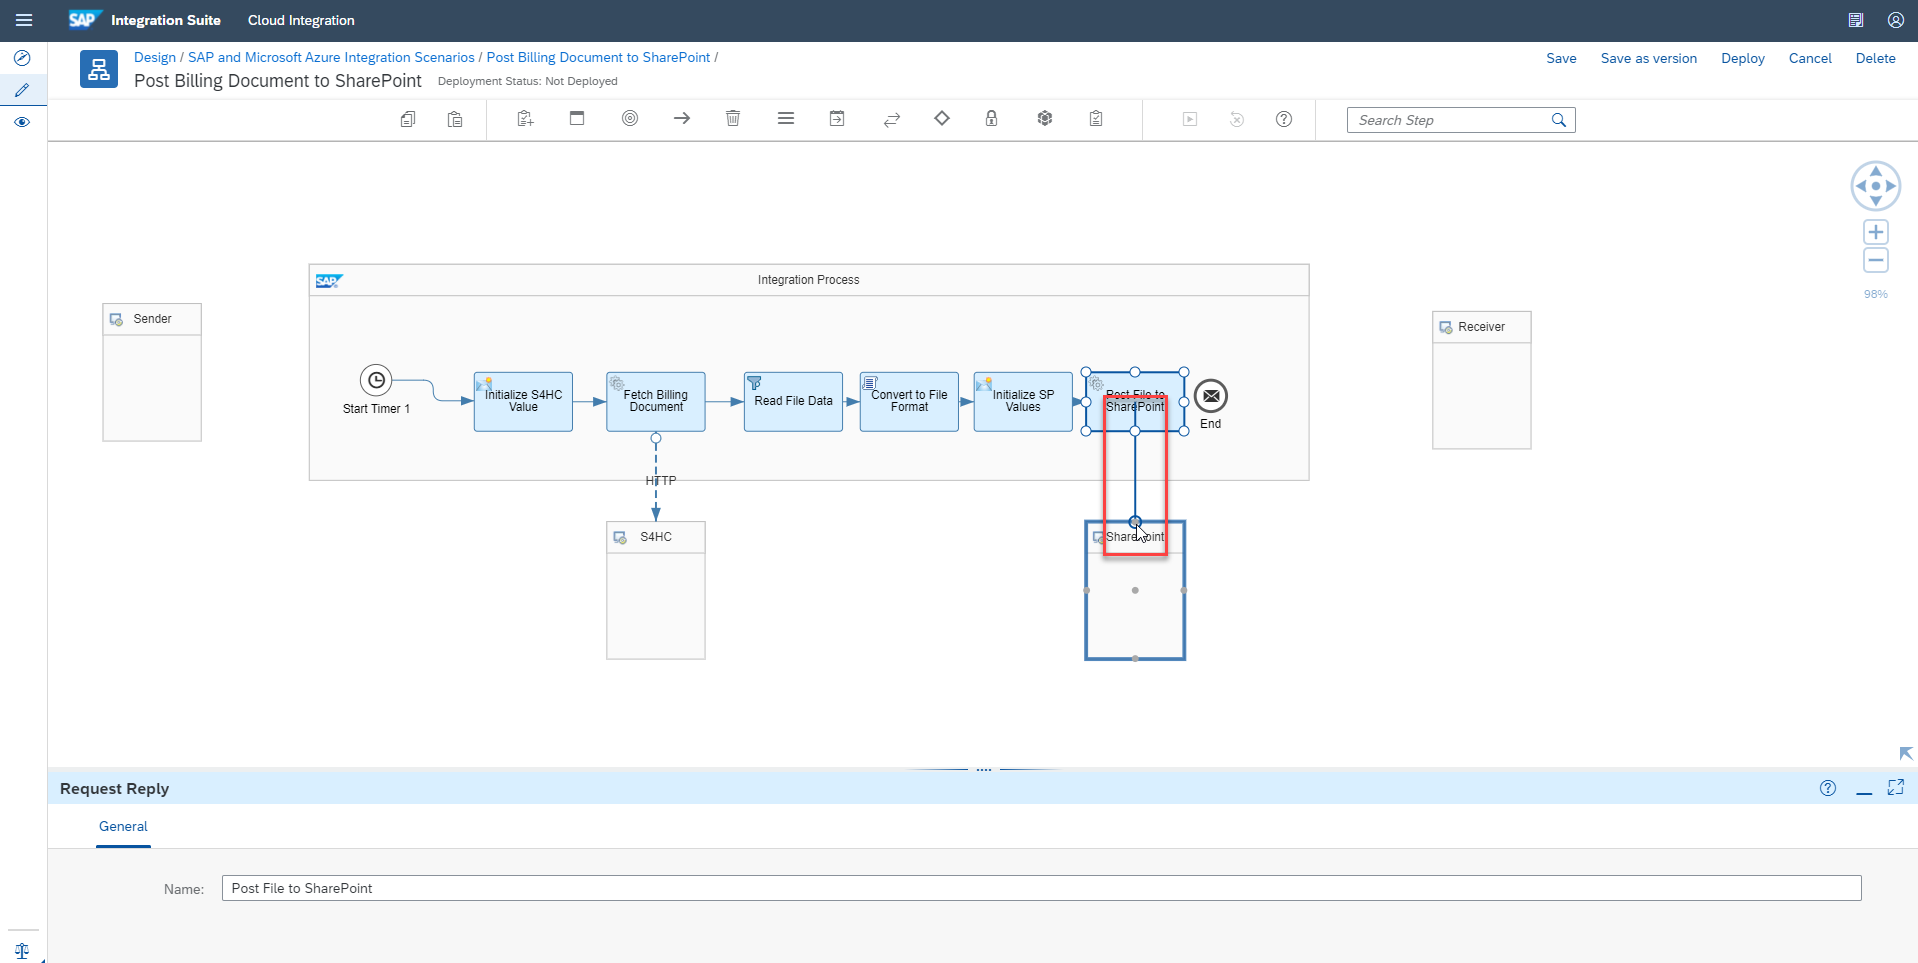 SAP Integration Suite Cloud Integration
Design / SAP and Microsoft Azure Integration Scenarios / Post Billing Document to SharePoint /
Post Billing Document to SharePoint Deployment Status: Not Deployed
Save Save as version Deploy Cancel Delete
Search Step
98%
SAP Integration Process
Sender
Receiver
Start Timer 1
Initialize S4HC
Value
Fetch Billing
Document
Read File Data
Convert to File
Format
Initialize SP
Values
Post File to
SharePoint
End
HTTP
S4HC
SharePoint
Request Reply
General
Name: Post File to SharePoint